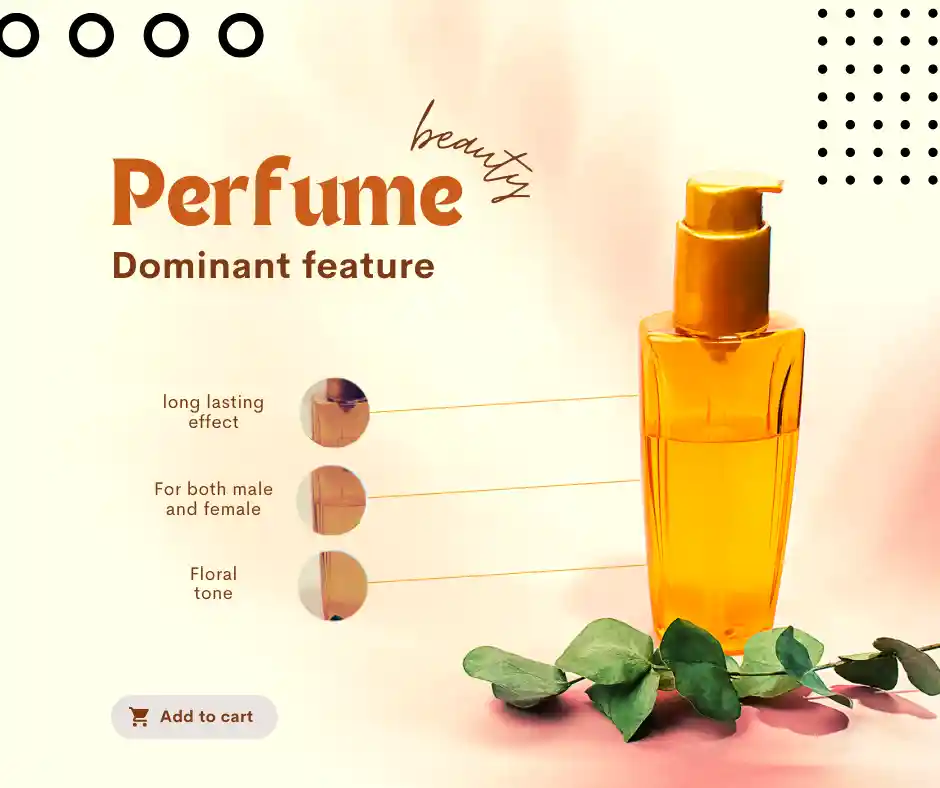 beauty
Perfume
Dominant feature
long lasting
effect
For both male
and female
Floral
tone
Add to cart